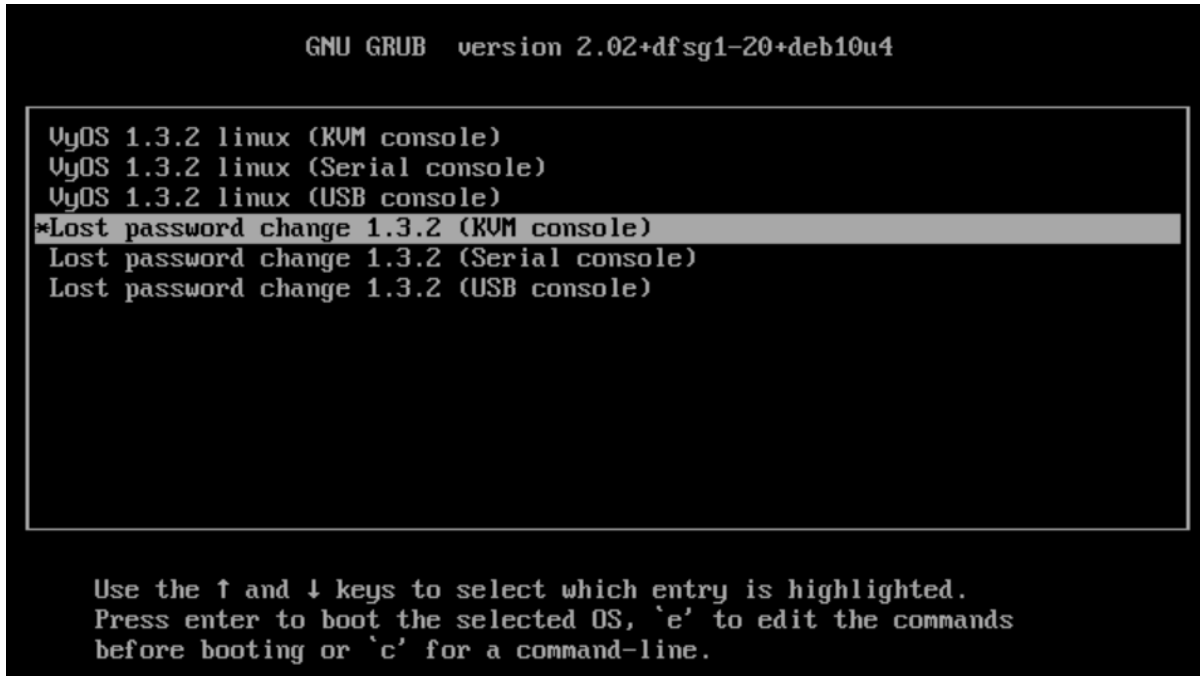 GNU GRUB  version 2.02+dfsg1-20+deb10u4
VyOS 1.3.2 linux (KVM console)
VyOS 1.3.2 linux (Serial console)
VyOS 1.3.2 linux (USB console)
*Lost password change 1.3.2 (KVM console)
Lost password change 1.3.2 (Serial console)
Lost password change 1.3.2 (USB console)
Use the ↑ and ↓ keys to select which entry is highlighted.
Press enter to boot the selected OS, `e' to edit the commands
before booting or `c' for a command-line.